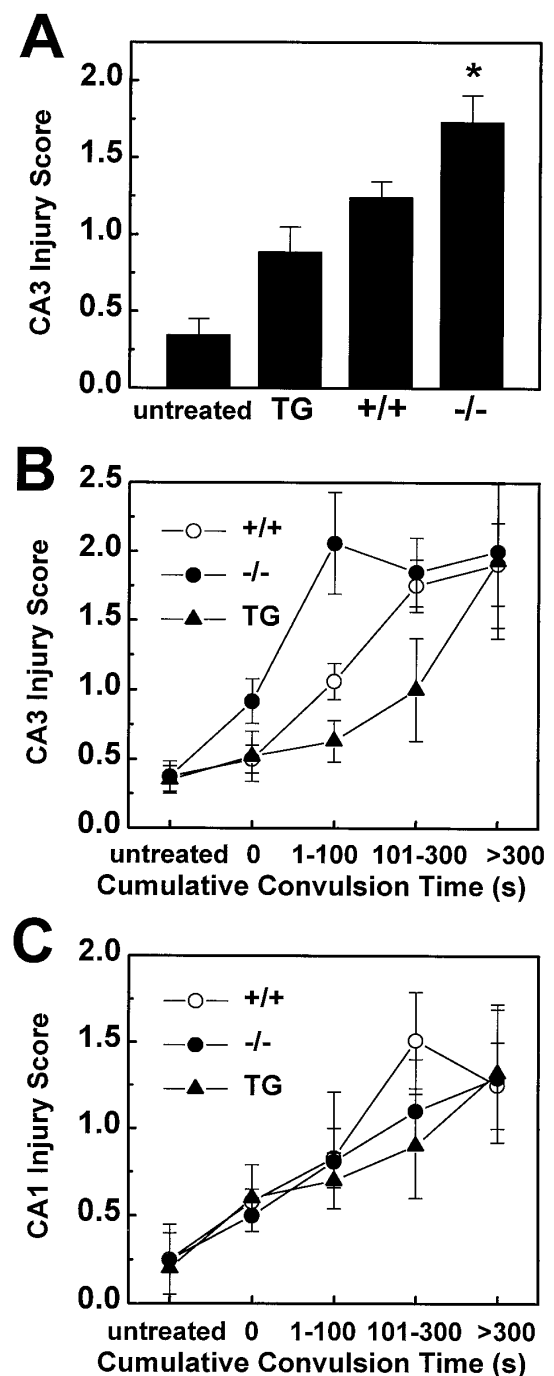 A
2.0
1.5
1.0
0.5
0.0
CA3 Injury Score
*
untreated TG +/+ -/-
B
2.5
2.0
1.5
1.0
0.5
0.0
CA3 Injury Score
+/+
-/-
TG
untreated 0 1-100 101-300 >300
Cumulative Convulsion Time (s)
C
2.0
1.5
1.0
0.5
0.0
CA1 Injury Score
+/+
-/-
TG
untreated 0 1-100 101-300 >300
Cumulative Convulsion Time (s)